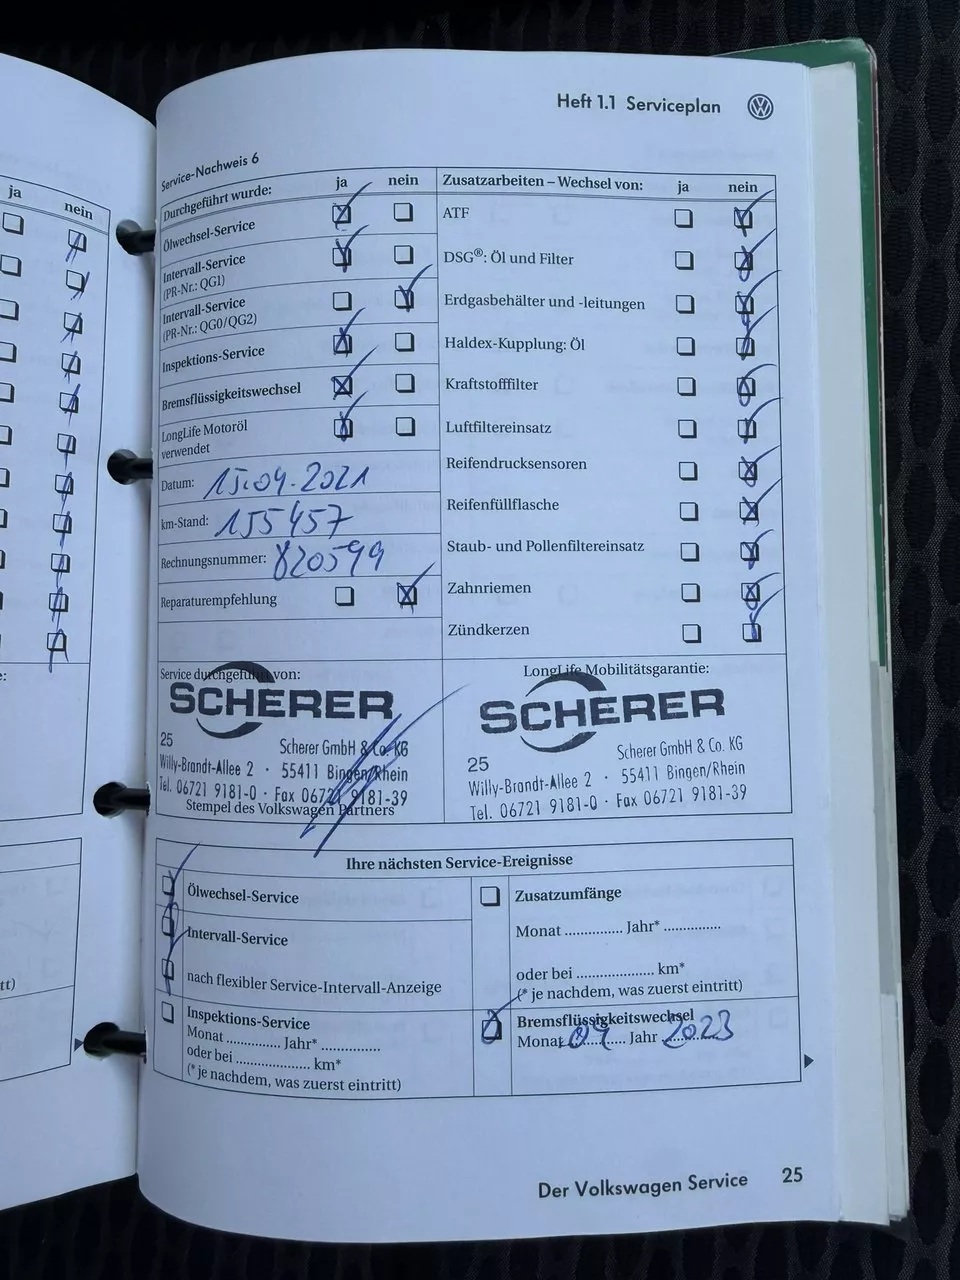 Heft 1.1 Serviceplan
Service-Nachweis 6
ja
nein
Durchgeführt wurde:
ja
nein
Ölwechsel-Service
Intervall-Service
(PR-Nr.: QG1)
Intervall-Service
(PR-Nr.: QG0/QG2)
Inspektions-Service
Bremsflüssigkeitswechsel
LongLife Motoröl
verwendet
Datum: 15.04.2021
km-Stand: 155457
Rechnungsnummer: 820599
Reparaturempfehlung
Zusatzarbeiten – Wechsel von:
ja
nein
ATF
DSG®: Öl und Filter
Erdgasbehälter und -leitungen
Haldex-Kupplung: Öl
Kraftstofffilter
Luftfiltereinsatz
Reifendrucksensoren
Reifenfüllflasche
Staub- und Pollenfiltereinsatz
Zahnriemen
Zündkerzen
Service durchgeführt von:
SCHERER
25
Scherer GmbH & Co. KG
Willy-Brandt-Allee 2 · 55411 Bingen/Rhein
Tel. 06721 9181-0 · Fax 06721 9181-39
Stempel des Volkswagen Partners
LongLife Mobilitätsgarantie:
SCHERER
25
Scherer GmbH & Co. KG
Willy-Brandt-Allee 2 · 55411 Bingen/Rhein
Tel. 06721 9181-0 · Fax 06721 9181-39
Ihre nächsten Service-Ereignisse
Ölwechsel-Service
Intervall-Service
nach flexibler Service-Intervall-Anzeige
Inspektions-Service
Monat .............. Jahr* ...............
oder bei ................... km*
(* je nachdem, was zuerst eintritt)
Zusatzumfänge
Monat .............. Jahr* ..............
oder bei .................... km*
(* je nachdem, was zuerst eintritt)
Bremsflüssigkeitswechsel
Monat 04 Jahr 2023
tt)
Der Volkswagen Service 25